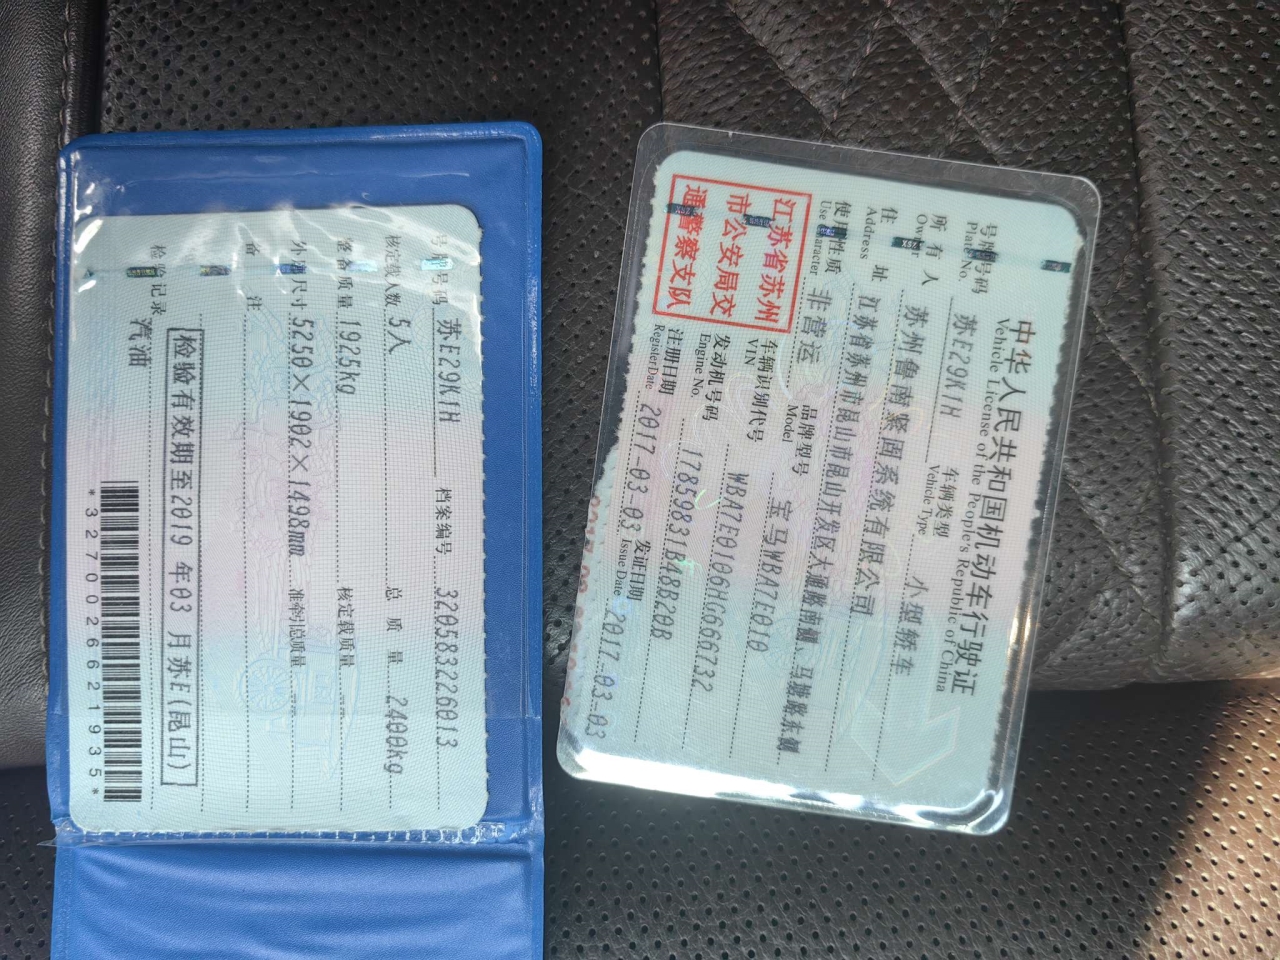 中华人民共和国机动车行驶证
Vehicle License of the People's Republic of China
号牌号码 苏E29K1H 车辆类型 小型轿车
Plate No. Vehicle Type
所有人 苏州鲁南紧固系统有限公司
Owner
住址 江苏省苏州市昆山市昆山开发区大通路南侧、马塘路东侧
Address
使用性质 非营运 品牌型号 宝马WBA7E010
Use Character Model
江苏省苏州
市公安局交
通警察支队
车辆识别代号 WBA7E0106HG666732
VIN
发动机号码 17859831B48B20B
Engine No.
注册日期 2017-03-03 发证日期 2017-03-03
Register Date Issue Date
号牌号码 苏E29K1H 档案编号 320583226013
核定载人数 5人 总质量 2400kg
整备质量 1925kg 核定载质量
外廓尺寸 5250×1902×1498mm 准牵引总质量
备注
检验有效期至2019年03月苏E(昆山)
检验记录
汽油
*3270026621935*